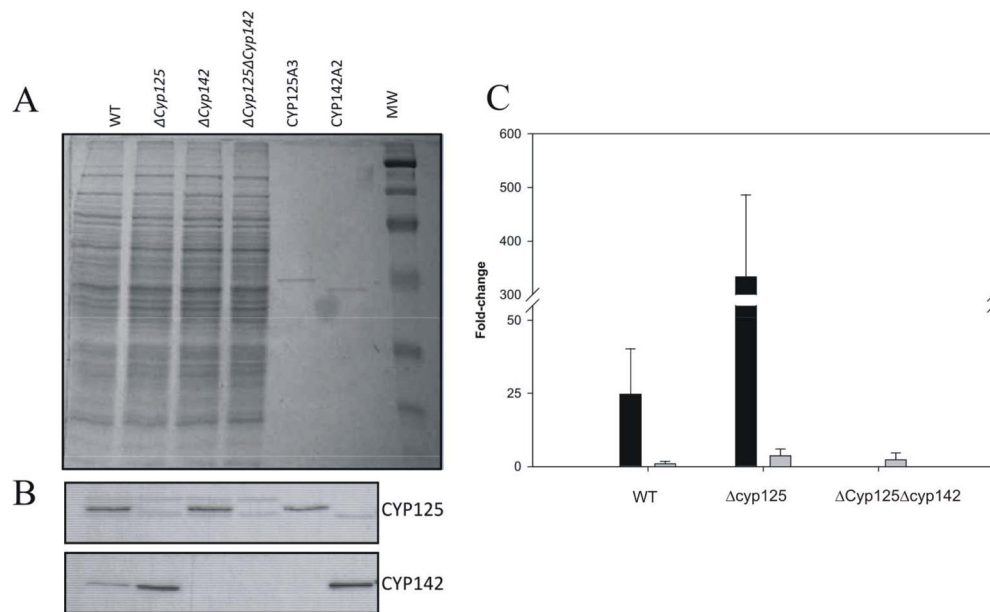 A
WT
ΔCyp125
ΔCyp142
ΔCyp125ΔCyp142
CYP125A3
CYP142A2
MW
B
CYP125
CYP142
C
Fold-change
600
500
400
300
50
25
0
WT
Δcyp125
ΔCyp125Δcyp142